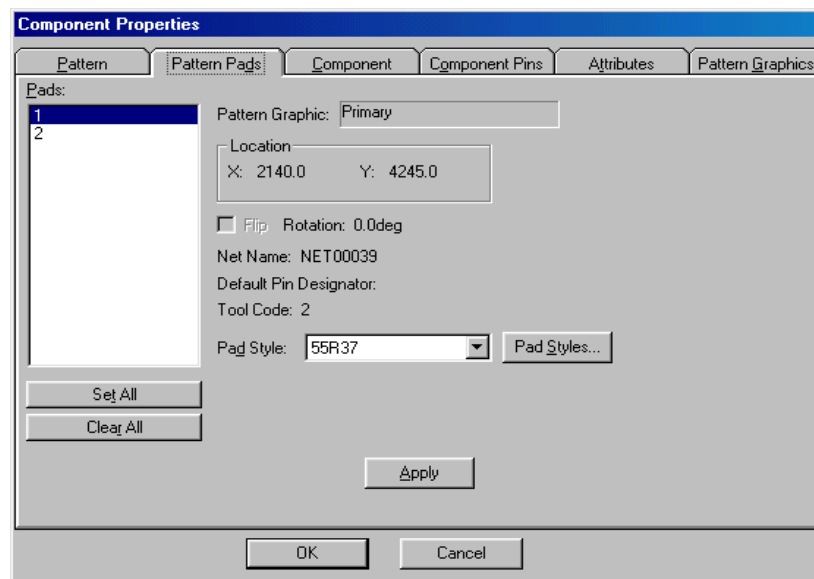 Component Properties
Pattern Pattern Pads Component Component Pins Attributes Pattern Graphics
Pads:
1
2
Pattern Graphic: Primary
Location
X: 2140.0 Y: 4245.0
Flip Rotation: 0.0deg
Net Name: NET00039
Default Pin Designator:
Tool Code: 2
Pad Style: 55R37 Pad Styles...
Set All
Clear All
Apply
OK Cancel